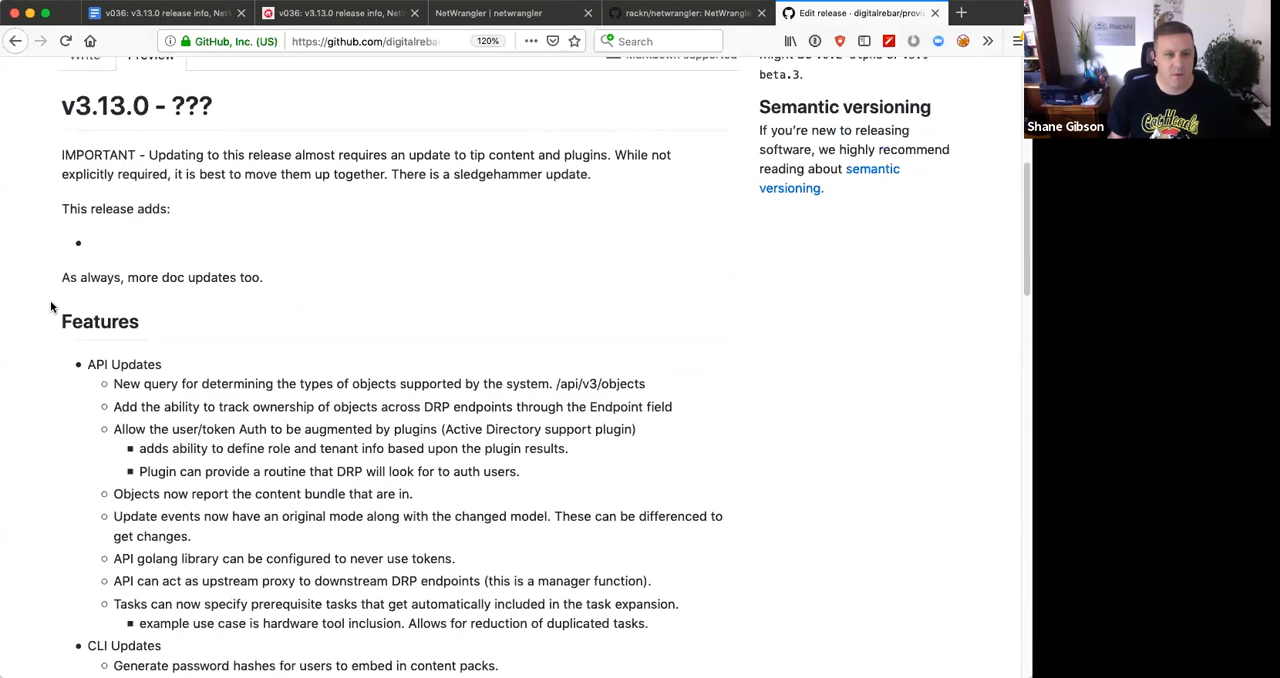 v036: v3.13.0 release info, Net
v036: v3.13.0 release info, Net
NetWrangler | netwrangler
rackn/netwrangler: NetWrangle
Edit release · digitalrebar/provi
GitHub, Inc. (US)
https://github.com/digitalreba
120%
Search
Write
Preview
Markdown supported
v3.13.0 - ???
IMPORTANT - Updating to this release almost requires an update to tip content and plugins. While not
explicitly required, it is best to move them up together. There is a sledgehammer update.
This release adds:
As always, more doc updates too.
Features
• API Updates
New query for determining the types of objects supported by the system. /api/v3/objects
Add the ability to track ownership of objects across DRP endpoints through the Endpoint field
Allow the user/token Auth to be augmented by plugins (Active Directory support plugin)
adds ability to define role and tenant info based upon the plugin results.
Plugin can provide a routine that DRP will look for to auth users.
Objects now report the content bundle that are in.
Update events now have an original mode along with the changed model. These can be differenced to
get changes.
API golang library can be configured to never use tokens.
API can act as upstream proxy to downstream DRP endpoints (this is a manager function).
Tasks can now specify prerequisite tasks that get automatically included in the task expansion.
example use case is hardware tool inclusion. Allows for reduction of duplicated tasks.
• CLI Updates
Generate password hashes for users to embed in content packs.
beta.3.
Semantic versioning
If you're new to releasing
software, we highly recommend
reading about semantic
versioning.
RackN
Shane Gibson